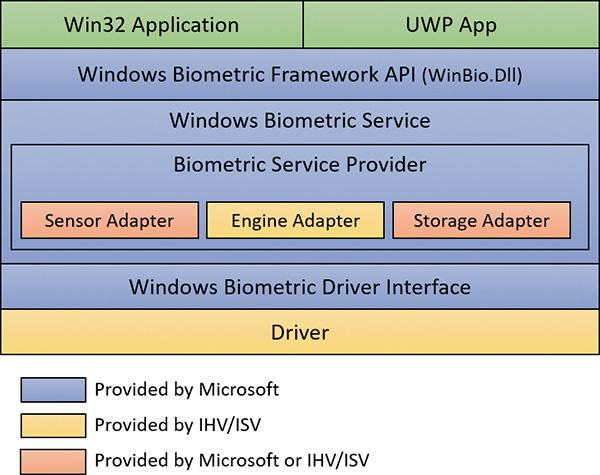 Win32 Application
UWP App
Windows Biometric Framework API (WinBio.Dll)
Windows Biometric Service
Biometric Service Provider
Sensor Adapter
Engine Adapter
Storage Adapter
Windows Biometric Driver Interface
Driver
Provided by Microsoft
Provided by IHV/ISV
Provided by Microsoft or IHV/ISV